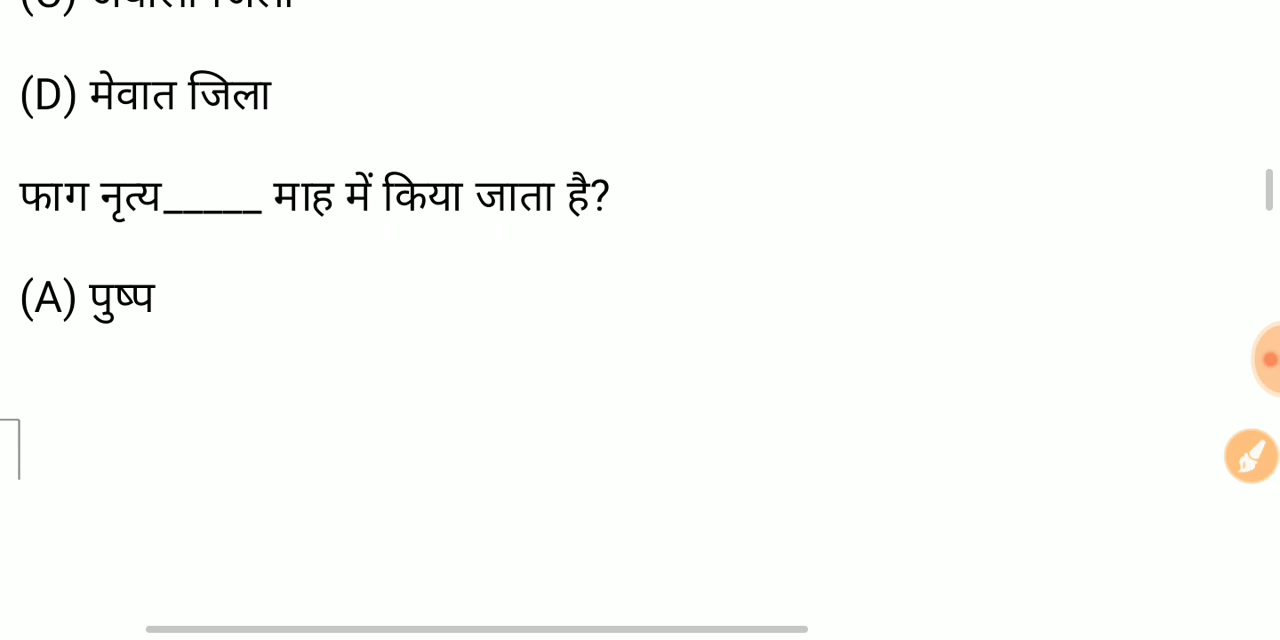 (D) मेवात जिला
फाग नृत्य_____ माह में किया जाता है?
(A) पुष्प